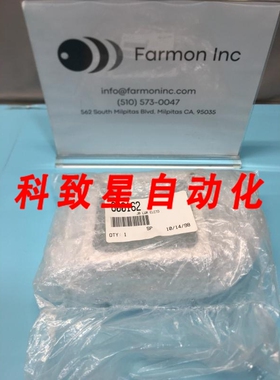 Farmon Inc
info@farmoninc.com
(510) 573-0047
562 South Milpitas Blvd, Milpitas CA, 95035
科致星自动化
QTY: 1
SP
10/14/98